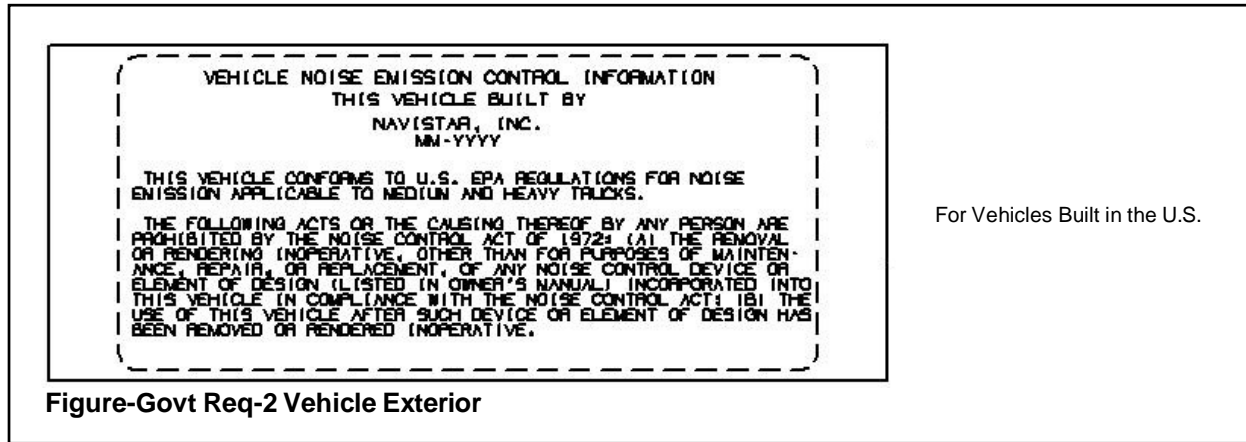 VEHICLE NOISE EMISSION CONTROL INFORMATION
THIS VEHICLE BUILT BY
NAVISTAR, INC.
MM-YYYY
THIS VEHICLE CONFORMS TO U.S. EPA REGULATIONS FOR NOISE
EMISSION APPLICABLE TO MEDIUM AND HEAVY TRUCKS.
THE FOLLOWING ACTS OR THE CAUSING THEREOF BY ANY PERSON ARE
PROHIBITED BY THE NOISE CONTROL ACT OF 1972: (A) THE REMOVAL
OR RENDERING INOPERATIVE, OTHER THAN FOR PURPOSES OF MAINTEN-
ANCE, REPAIR, OR REPLACEMENT, OF ANY NOISE CONTROL DEVICE OR
ELEMENT OF DESIGN (LISTED IN OWNER'S MANUAL) INCORPORATED INTO
THIS VEHICLE IN COMPLIANCE WITH THE NOISE CONTROL ACT; (B) THE
USE OF THIS VEHICLE AFTER SUCH DEVICE OR ELEMENT OF DESIGN HAS
BEEN REMOVED OR RENDERED INOPERATIVE.
For Vehicles Built in the U.S.
Figure-Govt Req-2 Vehicle Exterior